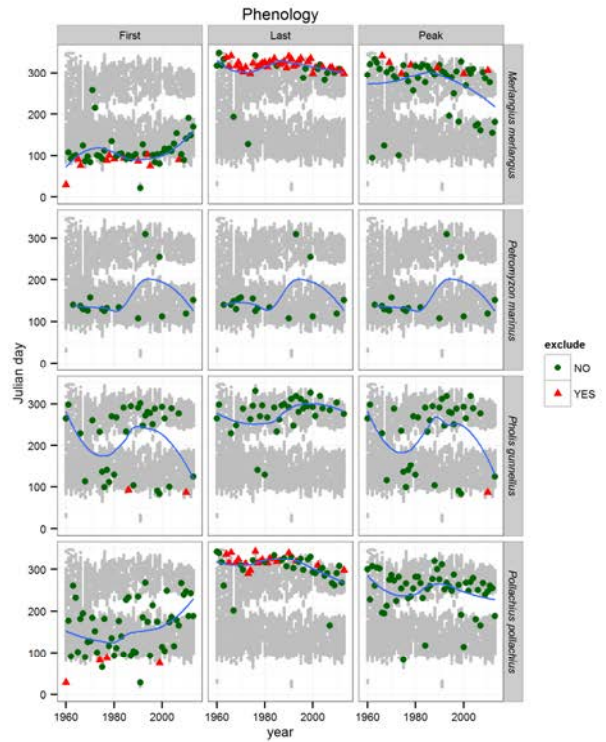 Phenology
First Last Peak
300
200
100
0
Merlangius merlangus
300
200
100
0
Petromyzon marinus
300
200
100
0
Pholis gunnellus
300
200
100
0
Pollachius pollachius
Julian day
1960 1980 2000 1960 1980 2000 1960 1980 2000
year
exclude
NO
YES